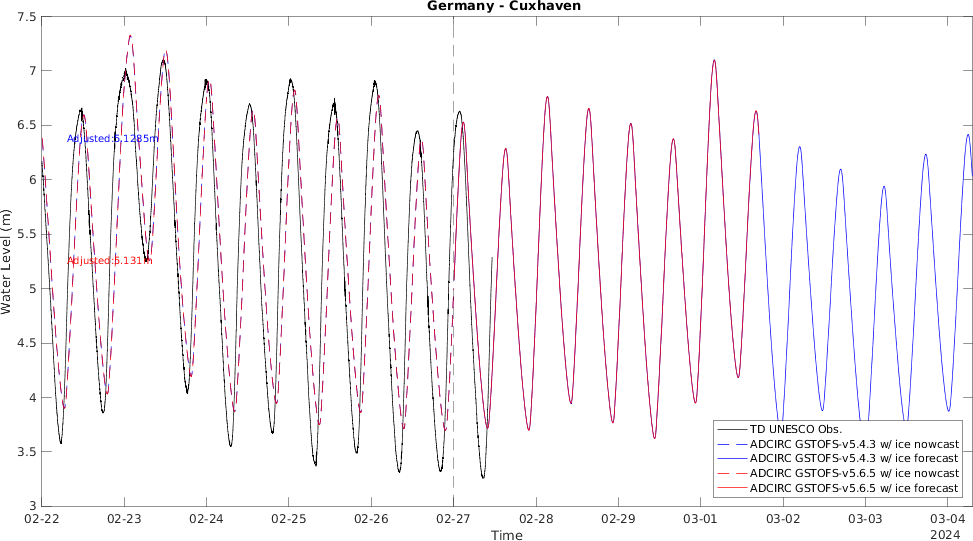 Germany - Cuxhaven
7.5
7
6.5
6
5.5
5
4.5
4
3.5
3
Water Level (m)
Adjusted:5.1285m
Adjusted:5.131m
TD UNESCO Obs.
ADCIRC GSTOFS-v5.4.3 w/ ice nowcast
ADCIRC GSTOFS-v5.4.3 w/ ice forecast
ADCIRC GSTOFS-v5.6.5 w/ ice nowcast
ADCIRC GSTOFS-v5.6.5 w/ ice forecast
02-22 02-23 02-24 02-25 02-26 02-27 02-28 02-29 03-01 03-02 03-03 03-04
Time
2024